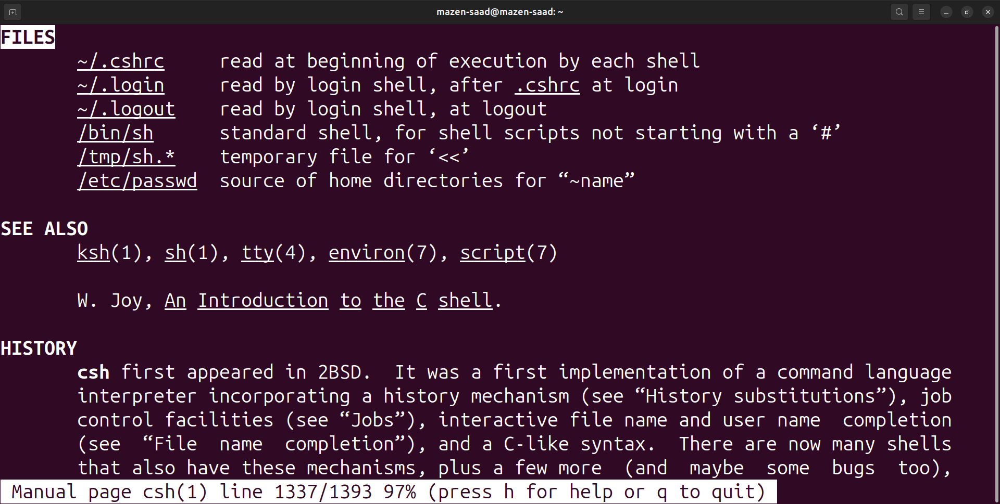 mazen-saad@mazen-saad: ~
FILES
~/.cshrc     read at beginning of execution by each shell
~/.login     read by login shell, after .cshrc at login
~/.logout    read by login shell, at logout
/bin/sh      standard shell, for shell scripts not starting with a ‘#’
/tmp/sh.*    temporary file for ‘<<’
/etc/passwd  source of home directories for “~name”
SEE ALSO
ksh(1), sh(1), tty(4), environ(7), script(7)
W. Joy, An Introduction to the C shell.
HISTORY
csh first appeared in 2BSD.  It was a first implementation of a command language
interpreter incorporating a history mechanism (see “History substitutions”), job
control facilities (see “Jobs”), interactive file name and user name  completion
(see  “File  name  completion”), and a C-like syntax.  There are now many shells
that also have these mechanisms, plus a few more  (and  maybe  some  bugs  too),
Manual page csh(1) line 1337/1393 97% (press h for help or q to quit)